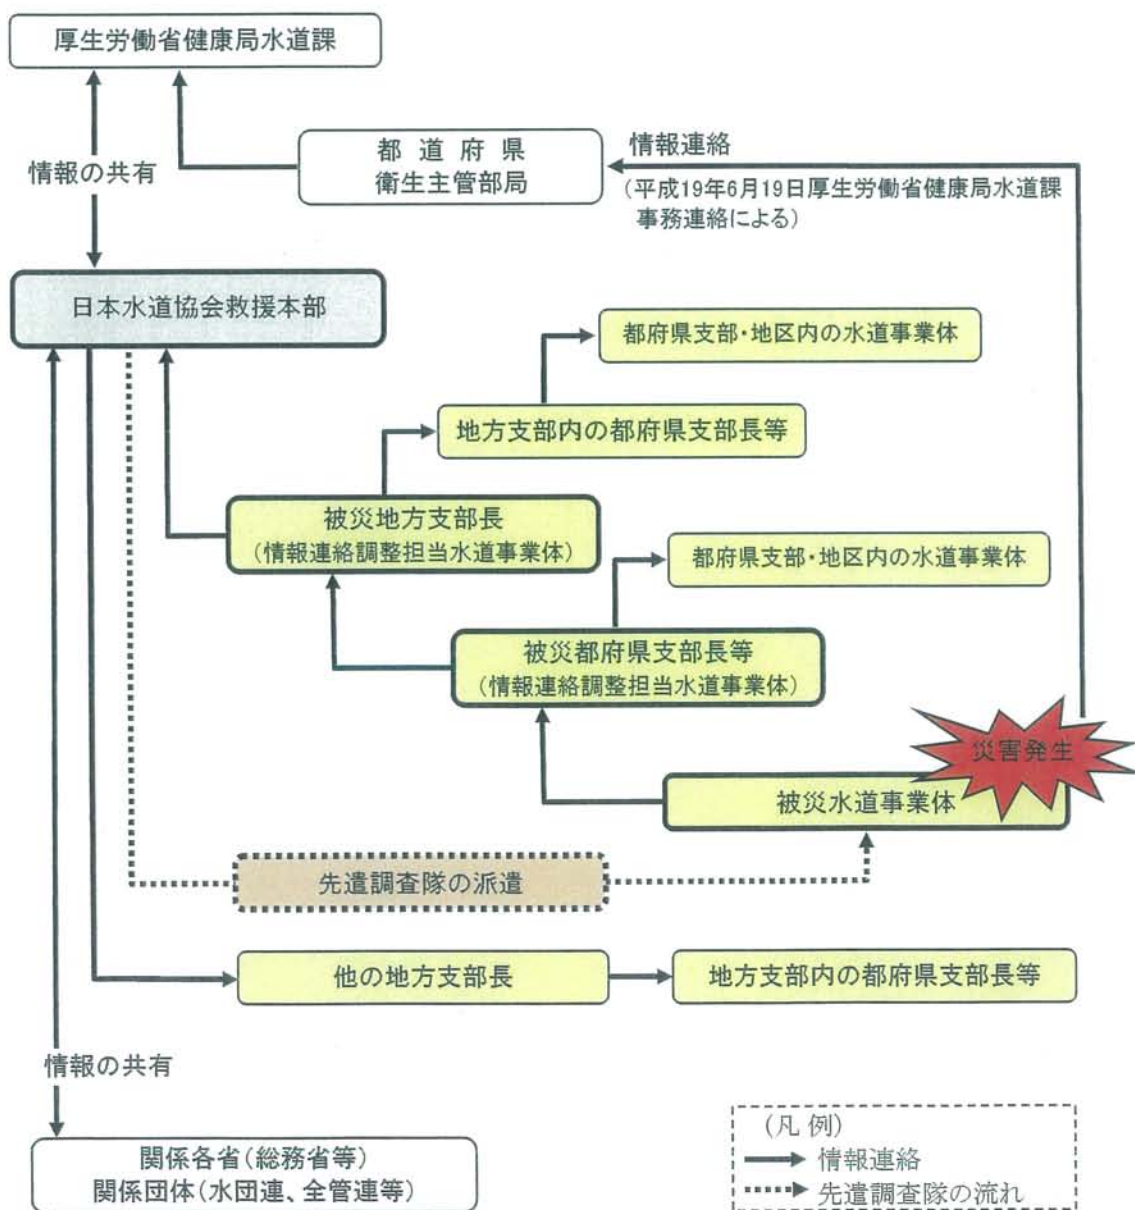 厚生労働省健康局水道課
都道府県
衛生主管部局
情報連絡
(平成19年6月19日厚生労働省健康局水道課
事務連絡による)
情報の共有
日本水道協会救援本部
都府県支部・地区内の水道事業体
地方支部内の都府県支部長等
被災地方支部長
(情報連絡調整担当水道事業体)
都府県支部・地区内の水道事業体
被災都府県支部長等
(情報連絡調整担当水道事業体)
災害発生
被災水道事業体
先遣調査隊の派遣
他の地方支部長
地方支部内の都府県支部長等
情報の共有
関係各省(総務省等)
関係団体(水団連、全管連等)
(凡例)
情報連絡
先遣調査隊の流れ